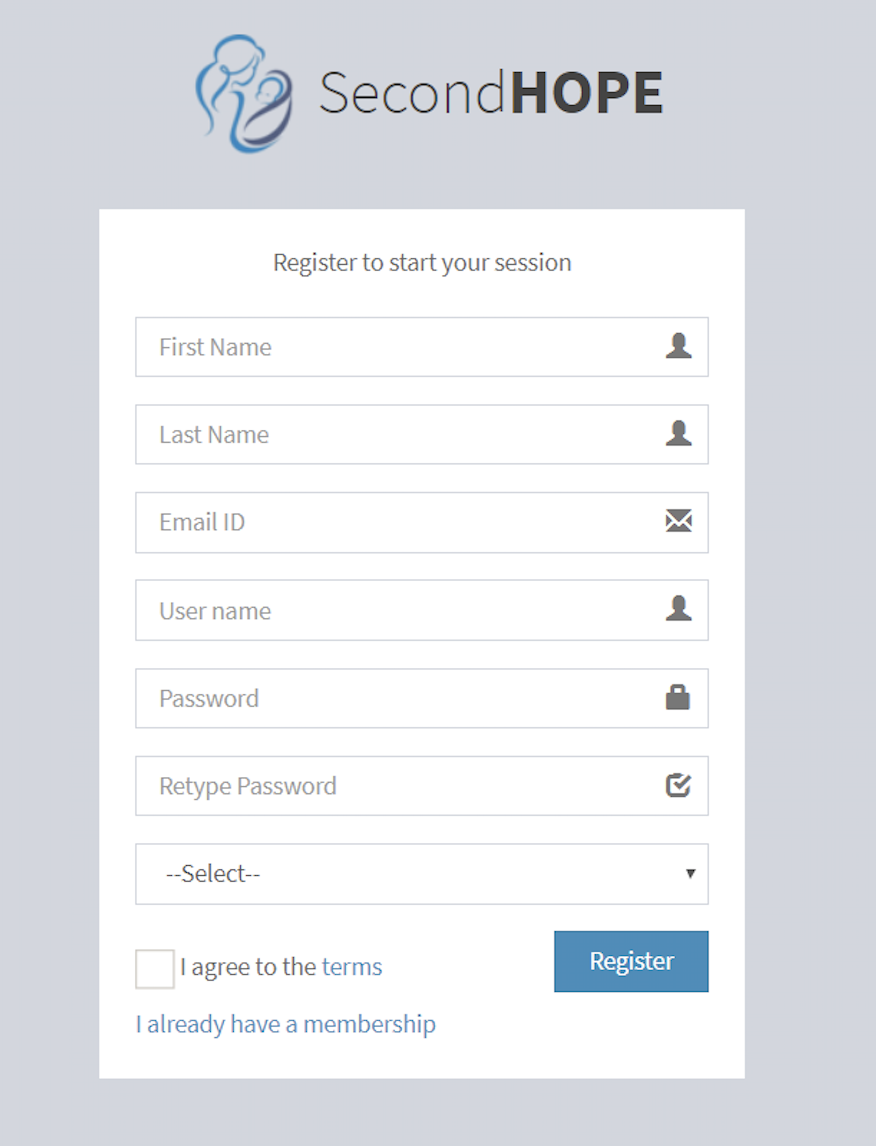 SecondHOPE
Register to start your session
First Name
Last Name
Email ID
User name
Password
Retype Password
--Select--
I agree to the terms
Register
I already have a membership